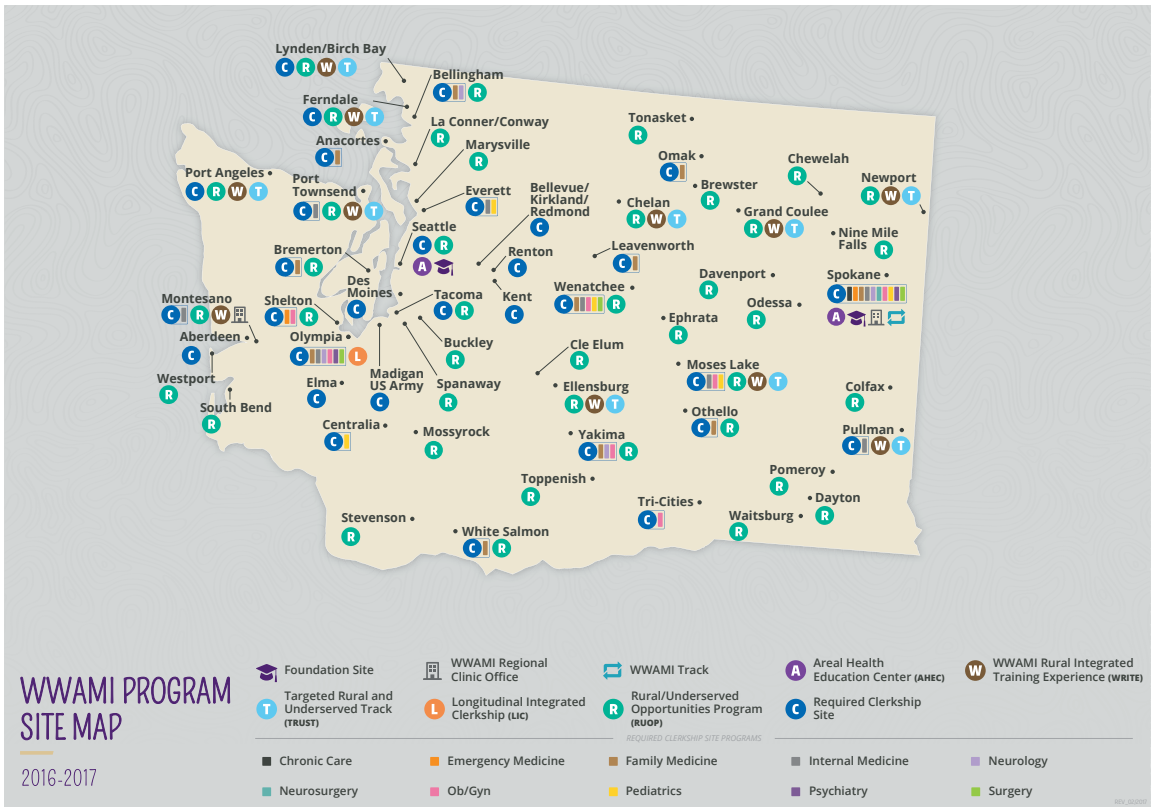 Lynden/Birch Bay
C R W T
Bellingham
C R
Ferndale
C R W T
La Conner/Conway
R
Anacortes
C
Marysville
R
Tonasket
R
Omak
C
Chewelah
R
Port Angeles
C R W T
Port
Townsend
C R W T
Everett
C
Bellevue/
Kirkland/
Redmond
C
Brewster
R
Newport
R W T
Chelan
R W T
Grand Coulee
R W T
Seattle
C R
A
Nine Mile
Falls
R
Bremerton
C R
Renton
C
Leavenworth
C
Des
Moines
C
Davenport
R
Spokane
C
A
Montesano
C R W
Shelton
C R
Tacoma
C R
Kent
C
Wenatchee
C R
Odessa
R
Aberdeen
C
Olympia
C L
Buckley
R
Ephrata
R
Cle Elum
R
Moses Lake
C R W T
Westport
R
Elma
C
Madigan
US Army
C
Spanaway
R
Ellensburg
R W T
Colfax
R
South Bend
R
Othello
C R
Centralia
C
Mossyrock
R
Yakima
C R
Pullman
C W T
Toppenish
R
Pomeroy
R
Tri-Cities
C
Dayton
R
Waitsburg
R
Stevenson
R
White Salmon
C R
WWAMI PROGRAM
SITE MAP
2016-2017
Foundation Site
WWAMI Regional
Clinic Office
WWAMI Track
A Areal Health
Education Center (AHEC)
W WWAMI Rural Integrated
Training Experience (WRITE)
T Targeted Rural and
Underserved Track
(TRUST)
L Longitudinal Integrated
Clerkship (LIC)
R Rural/Underserved
Opportunities Program
(RUOP)
C Required Clerkship
Site
REQUIRED CLERKSHIP SITE PROGRAMS
Chronic Care
Emergency Medicine
Family Medicine
Internal Medicine
Neurology
Neurosurgery
Ob/Gyn
Pediatrics
Psychiatry
Surgery